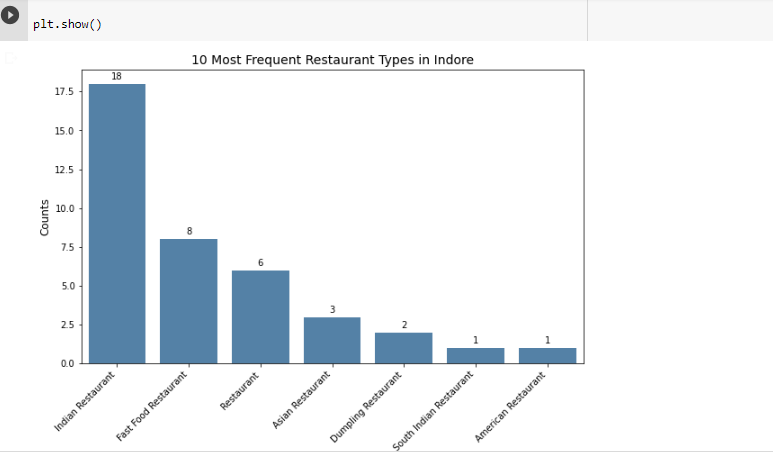 plt.show()
10 Most Frequent Restaurant Types in Indore
18
17.5
15.0
12.5
10.0
7.5
5.0
2.5
0.0
Counts
8
6
3
2
1
1
Indian Restaurant
Fast Food Restaurant
Restaurant
Asian Restaurant
Dumpling Restaurant
South Indian Restaurant
American Restaurant